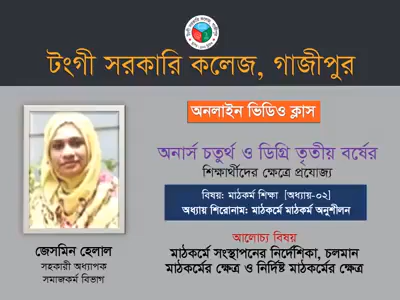 টংগী সরকারি কলেজ, গাজীপুর
অনলাইন ভিডিও ক্লাস
অনার্স চতুর্থ ও ডিগ্রি তৃতীয় বর্ষের
শিক্ষার্থীদের ক্ষেত্রে প্রযোজ্য
বিষয়: মাঠকর্ম শিক্ষা [অধ্যায়-০২]
অধ্যায় শিরোনাম: মাঠকর্মে মাঠকর্ম অনুশীলন
জেসমিন হেলাল
সহকারী অধ্যাপক
সমাজকর্ম বিভাগ
আলোচ্য বিষয়
মাঠকর্মে সংস্থাপনের নির্দেশিকা, চলমান
মাঠকর্মের ক্ষেত্র ও নির্দিষ্ট মাঠকর্মের ক্ষেত্র